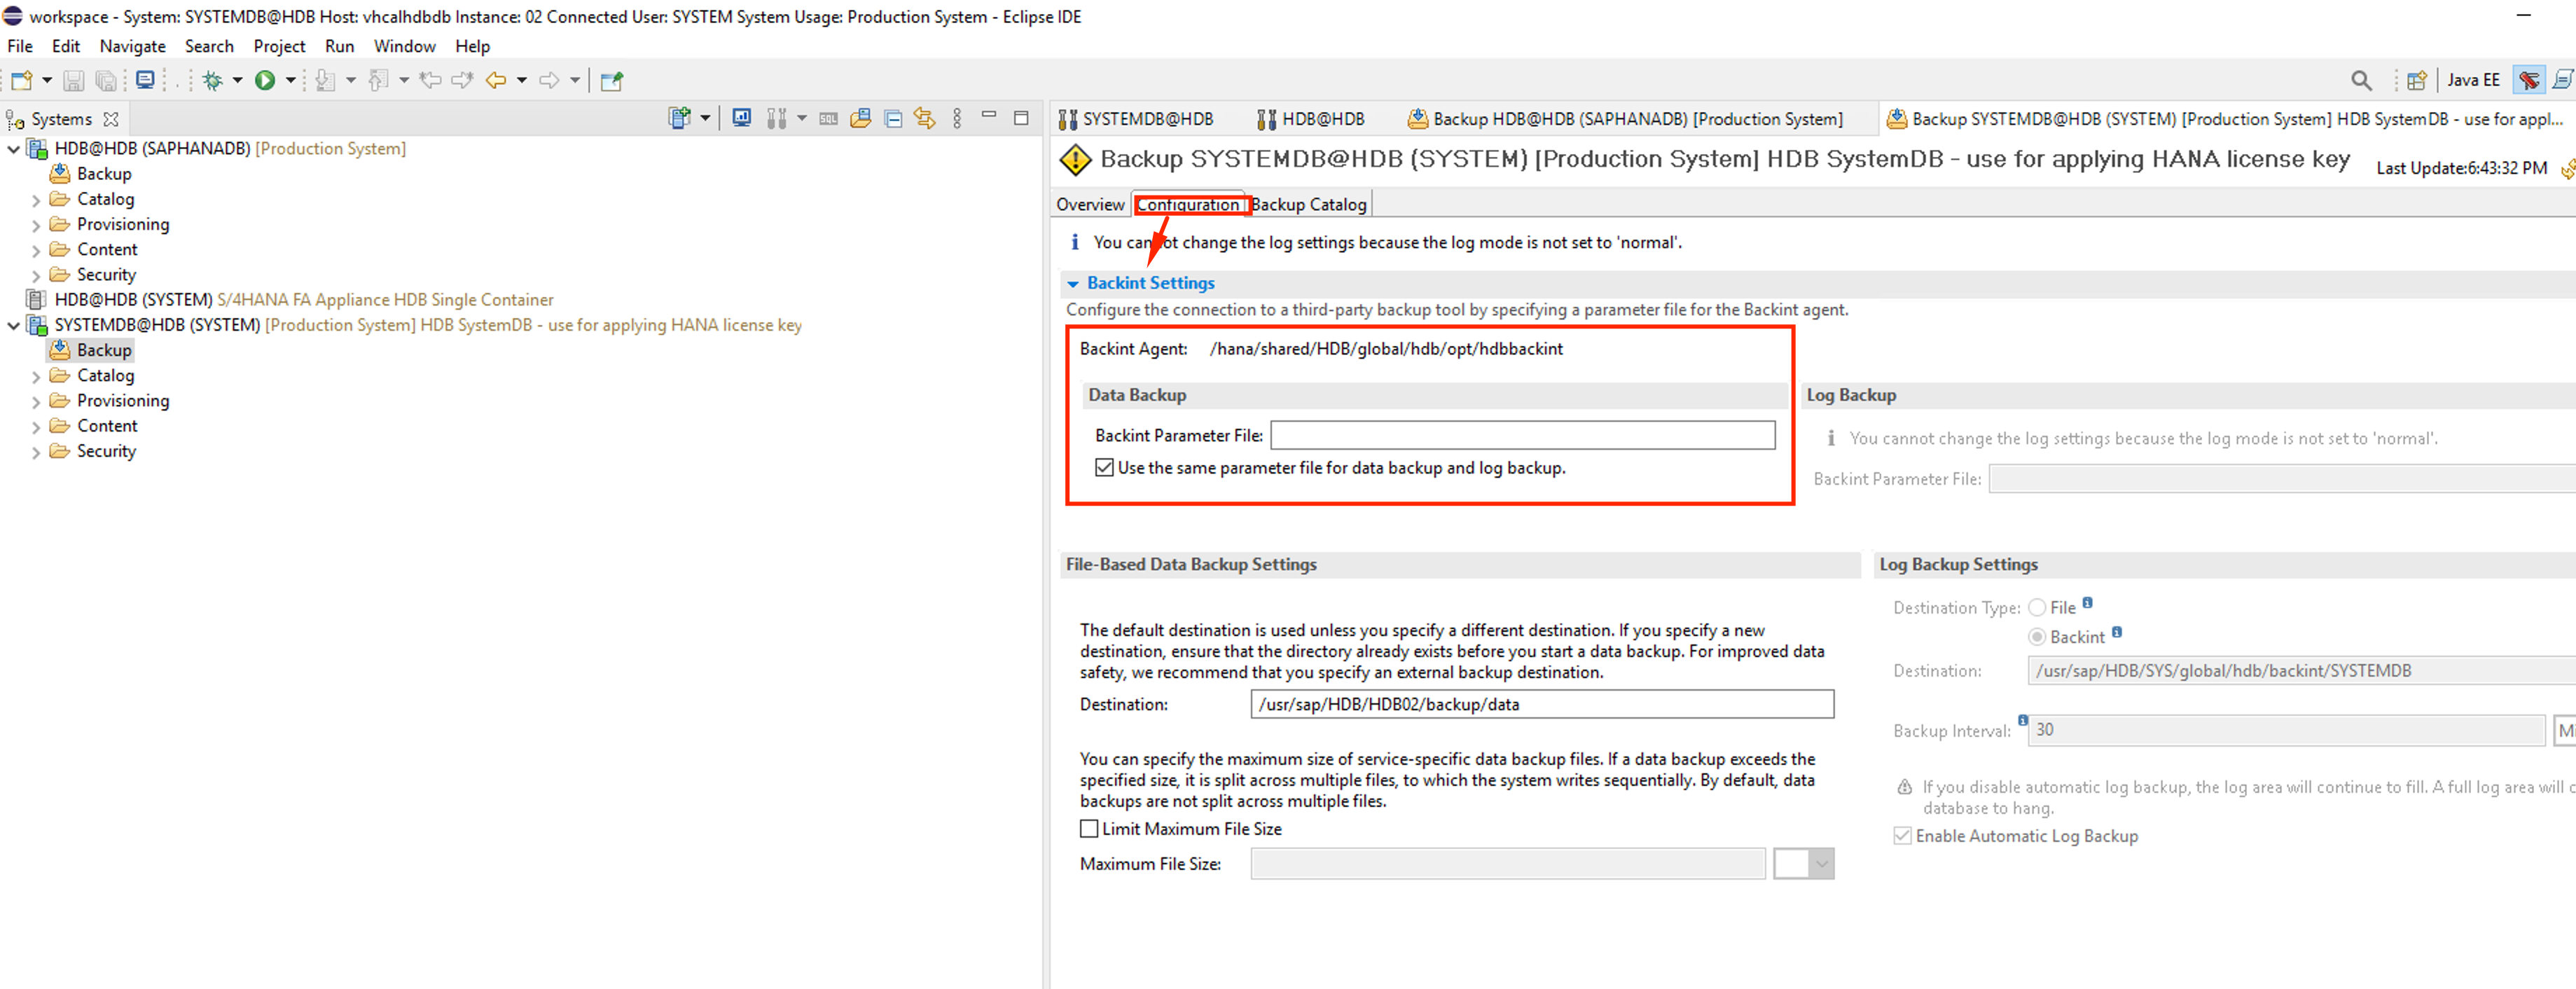 workspace - System: SYSTEMDB@HDB Host: vhcalhdbdb Instance: 02 Connected User: SYSTEM System Usage: Production System - Eclipse IDE
File Edit Navigate Search Project Run Window Help
Java EE
Systems
SQL
SYSTEMDB@HDB
HDB@HDB
Backup HDB@HDB (SAPHANADB) [Production System]
Backup SYSTEMDB@HDB (SYSTEM) [Production System] HDB SystemDB - use for appl...
HDB@HDB (SAPHANADB) [Production System]
Backup
Catalog
Provisioning
Content
Security
HDB@HDB (SYSTEM) S/4HANA FA Appliance HDB Single Container
SYSTEMDB@HDB (SYSTEM) [Production System] HDB SystemDB - use for applying HANA license key
Backup
Catalog
Provisioning
Content
Security
Backup SYSTEMDB@HDB (SYSTEM) [Production System] HDB SystemDB - use for applying HANA license key
Last Update:6:43:32 PM
Overview Configuration Backup Catalog
You cannot change the log settings because the log mode is not set to 'normal'.
Backint Settings
Configure the connection to a third-party backup tool by specifying a parameter file for the Backint agent.
Backint Agent: /hana/shared/HDB/global/hdb/opt/hdbbackint
Data Backup
Backint Parameter File:
Use the same parameter file for data backup and log backup.
Log Backup
You cannot change the log settings because the log mode is not set to 'normal'.
Backint Parameter File:
File-Based Data Backup Settings
The default destination is used unless you specify a different destination. If you specify a new
destination, ensure that the directory already exists before you start a data backup. For improved data
safety, we recommend that you specify an external backup destination.
Destination: /usr/sap/HDB/HDB02/backup/data
You can specify the maximum size of service-specific data backup files. If a data backup exceeds the
specified size, it is split across multiple files, to which the system writes sequentially. By default, data
backups are not split across multiple files.
Limit Maximum File Size
Maximum File Size:
Log Backup Settings
Destination Type: File
Backint
Destination: /usr/sap/HDB/SYS/global/hdb/backint/SYSTEMDB
Backup Interval: 30 Mi
If you disable automatic log backup, the log area will continue to fill. A full log area will c
database to hang.
Enable Automatic Log Backup